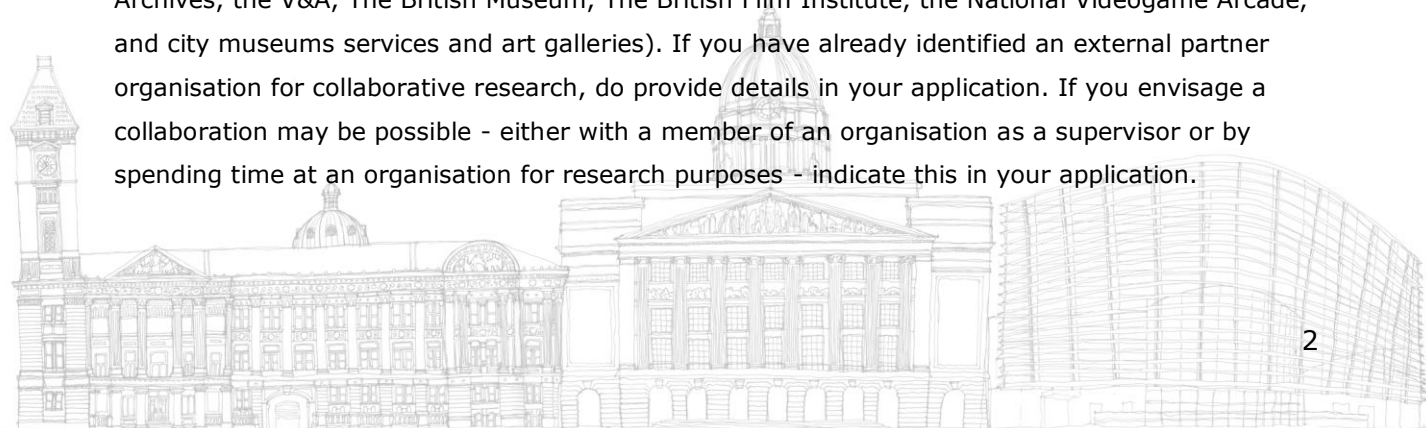 Archives, the V&A, The British Museum, The British Film Institute, the National Videogame Arcade,
and city museums services and art galleries). If you have already identified an external partner
organisation for collaborative research, do provide details in your application. If you envisage a
collaboration may be possible - either with a member of an organisation as a supervisor or by
spending time at an organisation for research purposes - indicate this in your application.
2